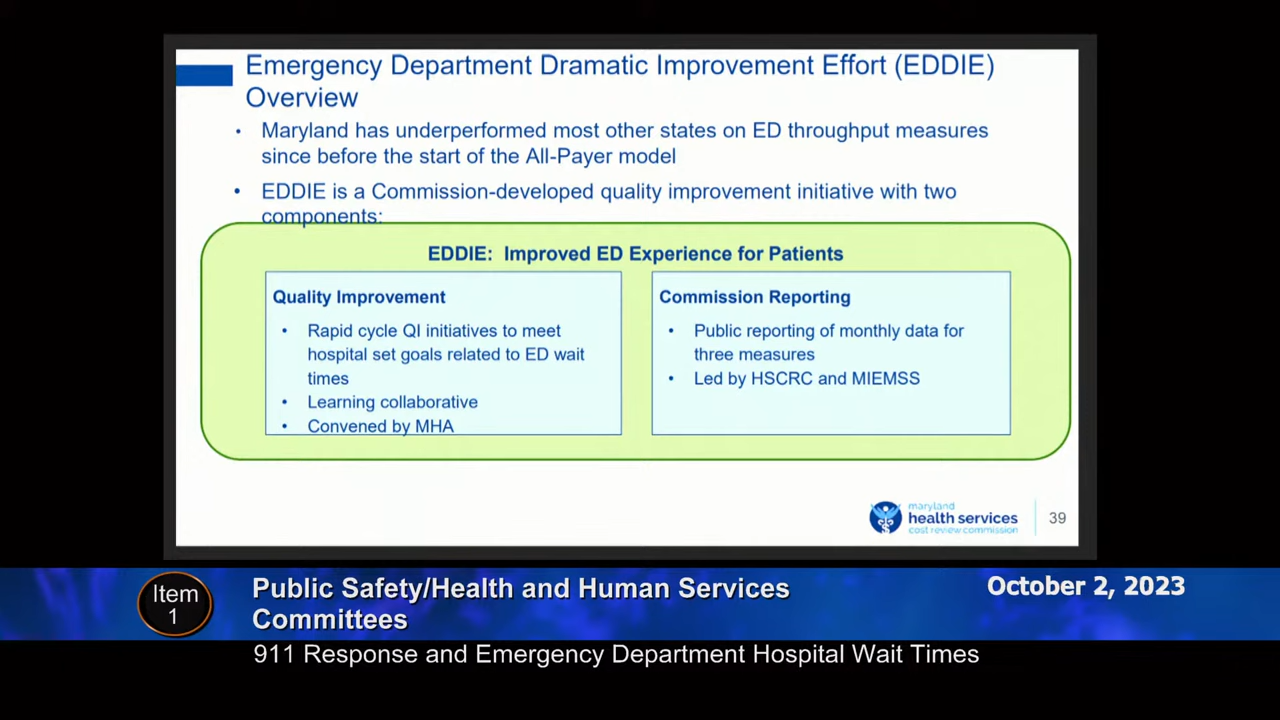 Emergency Department Dramatic Improvement Effort (EDDIE)
Overview
• Maryland has underperformed most other states on ED throughput measures
since before the start of the All-Payer model
• EDDIE is a Commission-developed quality improvement initiative with two
components:
EDDIE: Improved ED Experience for Patients
Quality Improvement
• Rapid cycle QI initiatives to meet
hospital set goals related to ED wait
times
• Learning collaborative
• Convened by MHA
Commission Reporting
• Public reporting of monthly data for
three measures
• Led by HSCRC and MIEMSS
maryland
health services
cost review commission
39
Item
1
Public Safety/Health and Human Services
Committees
October 2, 2023
911 Response and Emergency Department Hospital Wait Times